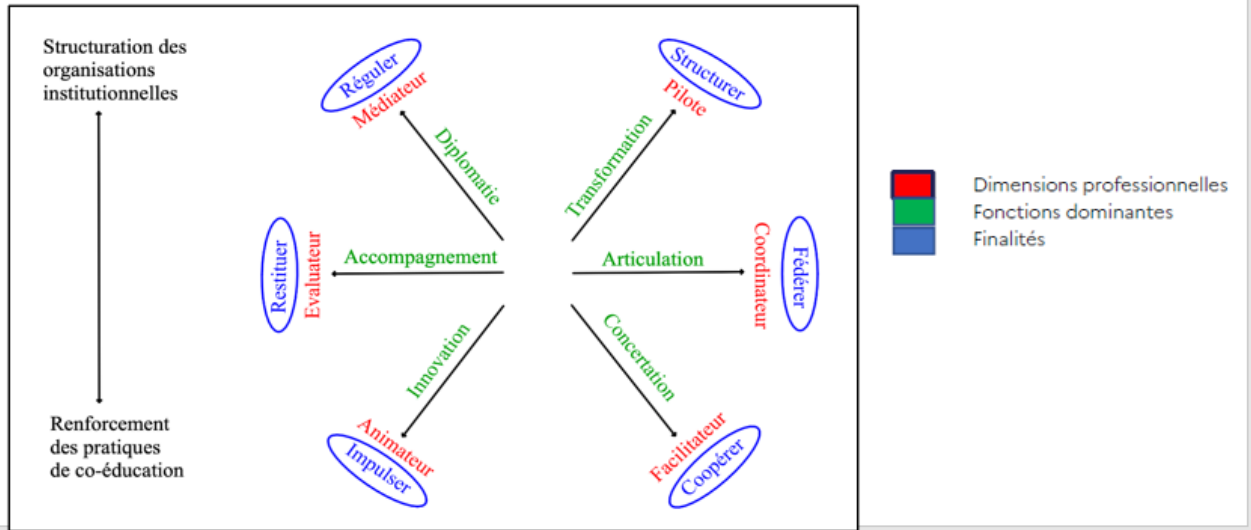 Structuration des
organisations
institutionnelles
Réguler
Médiateur
Diplomatie
Structurer
Pilote
Transformation
Restituer
Evaluateur
Accompagnement
Articulation
Coordinateur
Fédérer
Innovation
Animateur
Impulser
Concertation
Facilitateur
Coopérer
Renforcement
des pratiques
de co-éducation
Dimensions professionnelles
Fonctions dominantes
Finalités